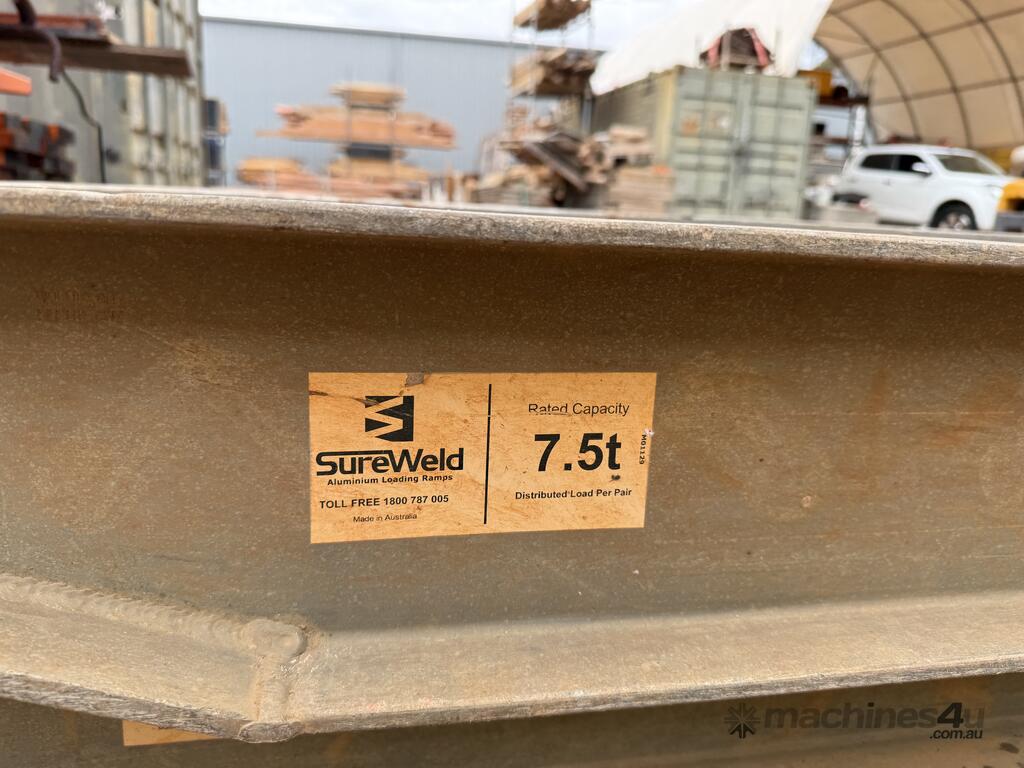 SureWeld
Aluminium Loading Ramps
TOLL FREE 1800 787 005
Made in Australia
Rated Capacity
7.5t
Distributed Load Per Pair
M01129
machines4u
.com.au